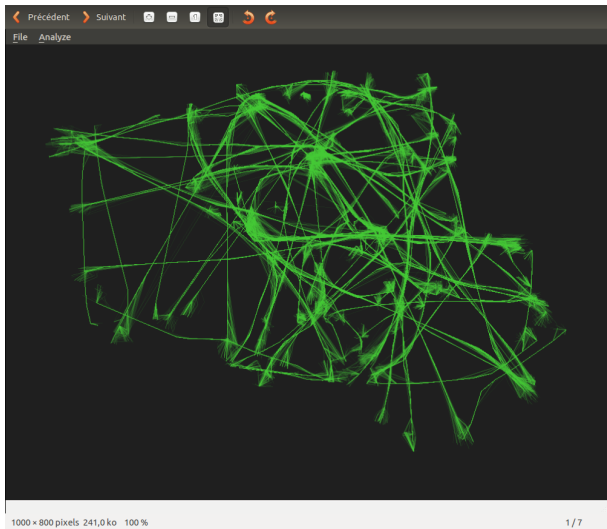 Précédent Suivant
File Analyze
1000 × 800 pixels 241,0 ko 100 % 1 / 7